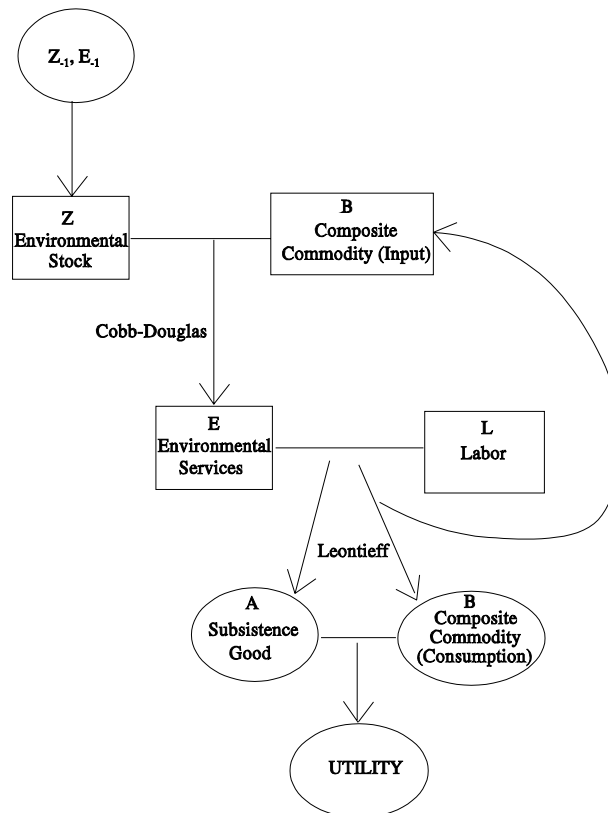 Z-1, E-1
Z
Environmental
Stock
B
Composite
Commodity (Input)
Cobb-Douglas
E
Environmental
Services
L
Labor
Leontieff
A
Subsistence
Good
B
Composite
Commodity
(Consumption)
UTILITY